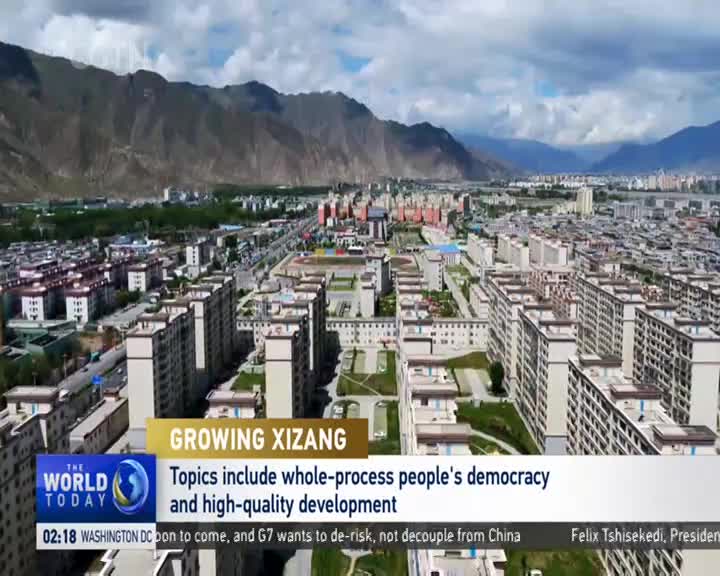 CGTN
GROWING XIZANG
Topics include whole-process people's democracy
and high-quality development
THE
WORLD
TODAY
02:18 WASHINGTON DC
oon to come, and G7 wants to de-risk, not decouple from China Felix Tshisekedi, Presiden